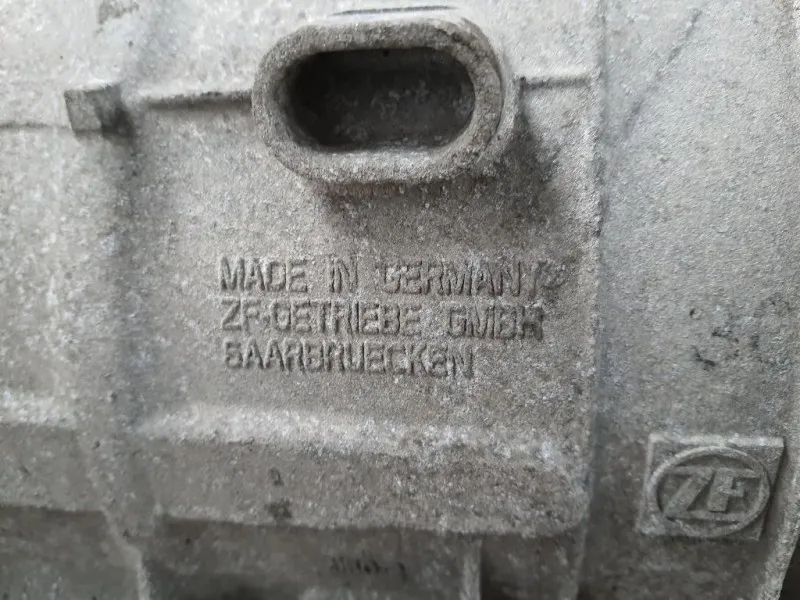 MADE IN GERMANY
ZF-GETRIEBE GMBH
SAARBRUECKEN
ZF